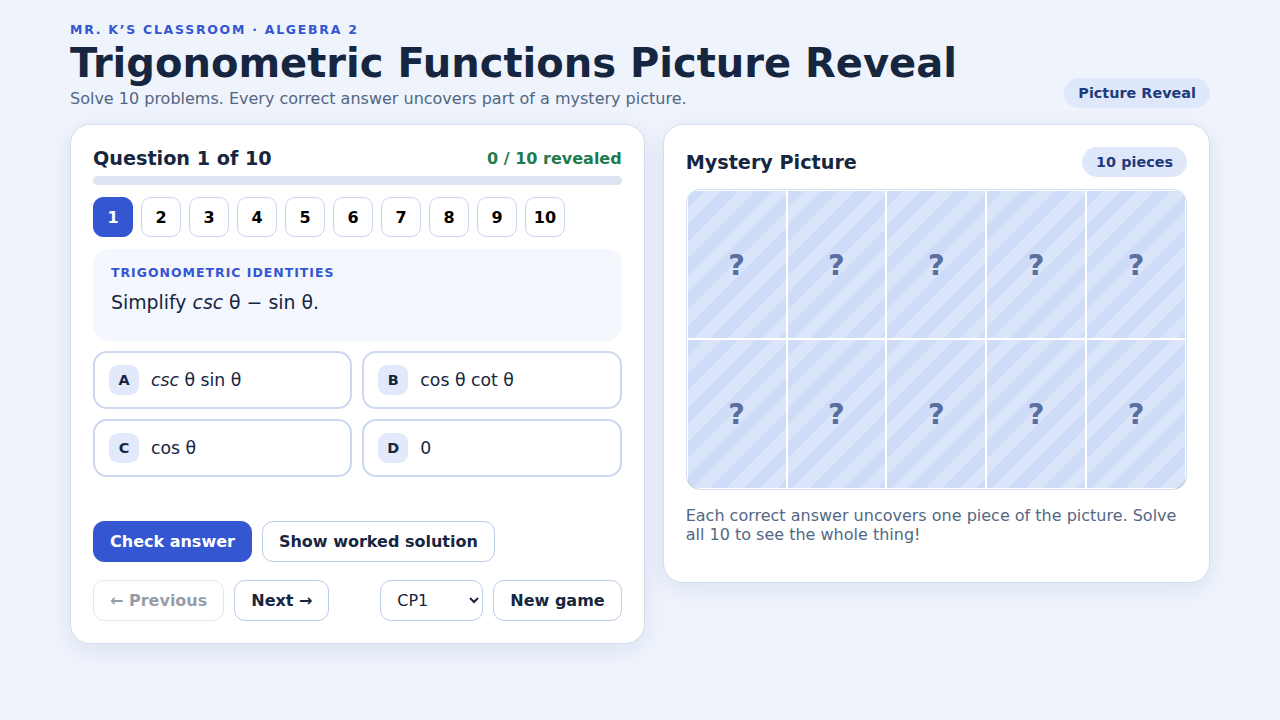 MR. K’S CLASSROOM · ALGEBRA 2
Trigonometric Functions Picture Reveal
Solve 10 problems. Every correct answer uncovers part of a mystery picture.
Picture Reveal
Question 1 of 10
0 / 10 revealed
1 2 3 4 5 6 7 8 9 10
TRIGONOMETRIC IDENTITIES
Simplify csc θ − sin θ.
A csc θ sin θ
B cos θ cot θ
C cos θ
D 0
Check answer
Show worked solution
← Previous
Next →
CP1
New game
Mystery Picture
10 pieces
? ? ? ? ?
? ? ? ? ?
Each correct answer uncovers one piece of the picture. Solve
all 10 to see the whole thing!